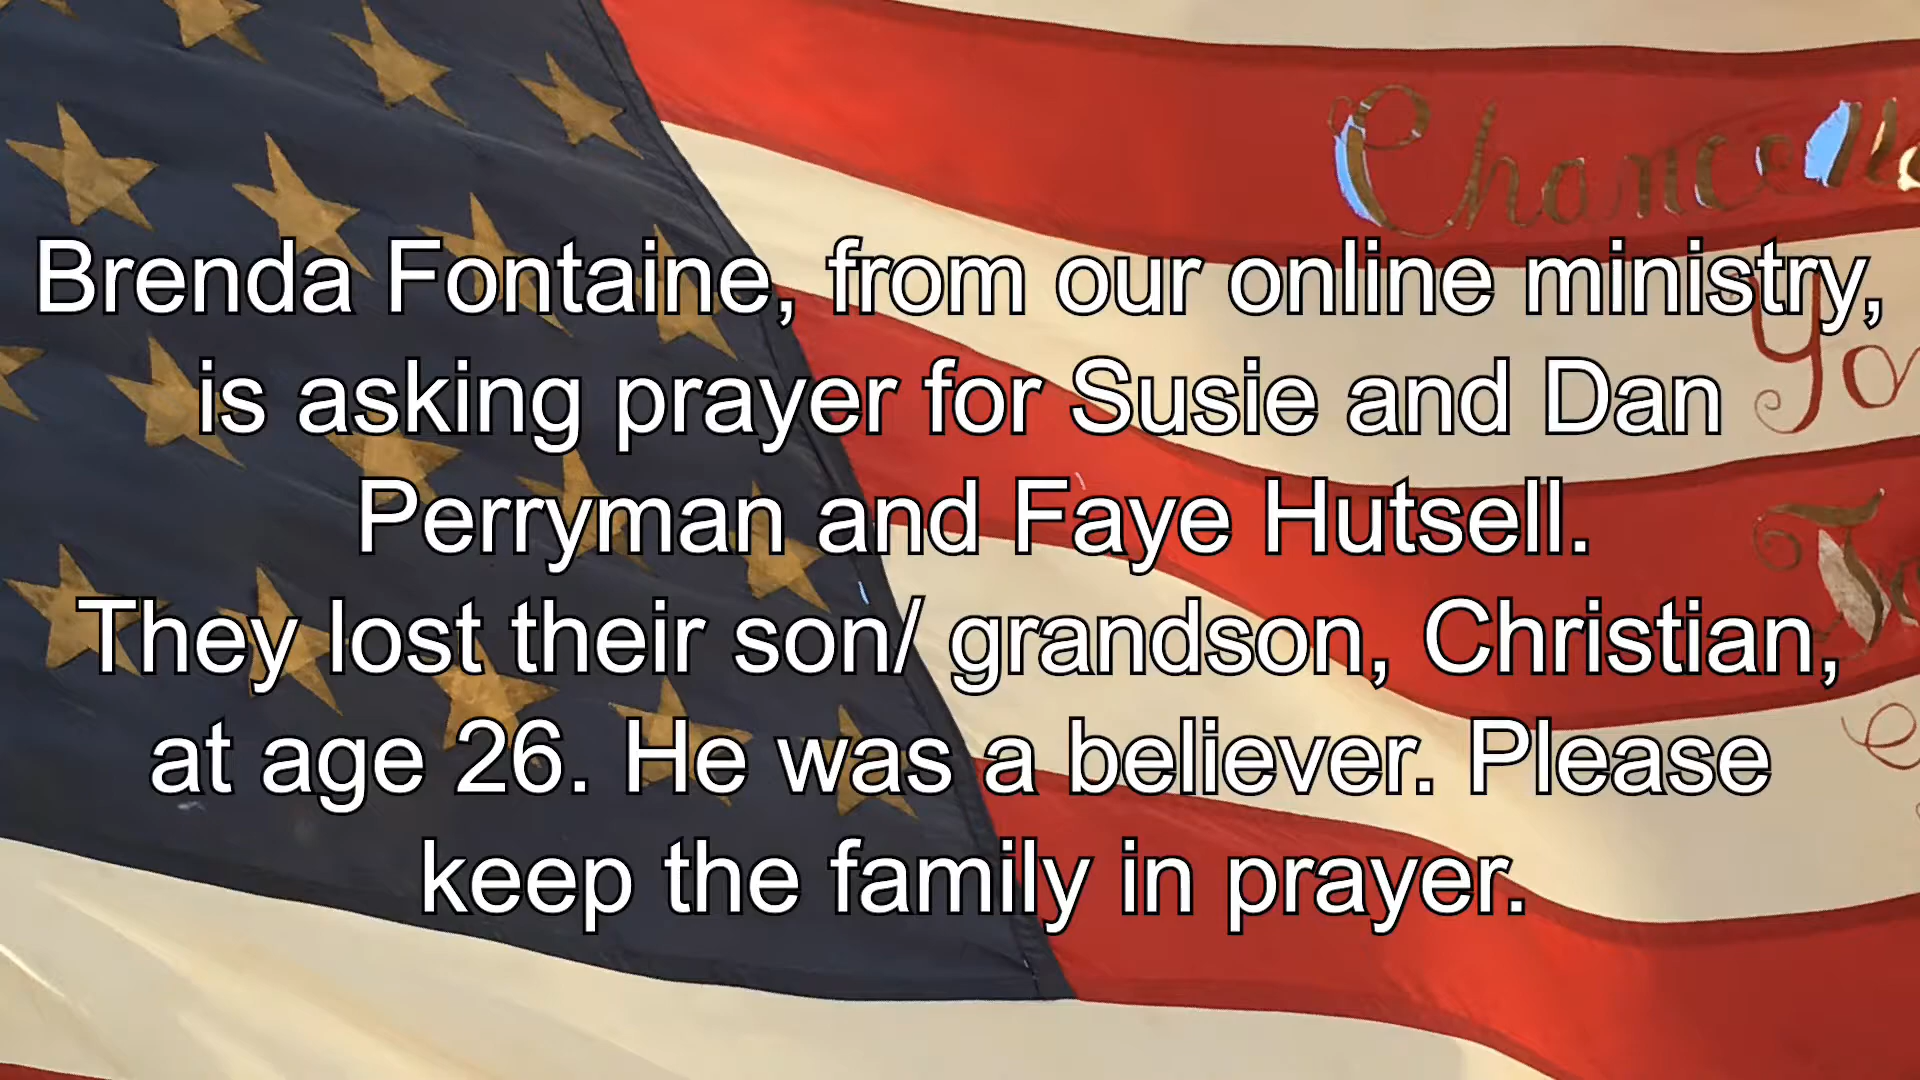 Brenda Fontaine, from our online ministry,
is asking prayer for Susie and Dan
Perryman and Faye Hutsell.
They lost their son/ grandson, Christian,
at age 26. He was a believer. Please
keep the family in prayer.